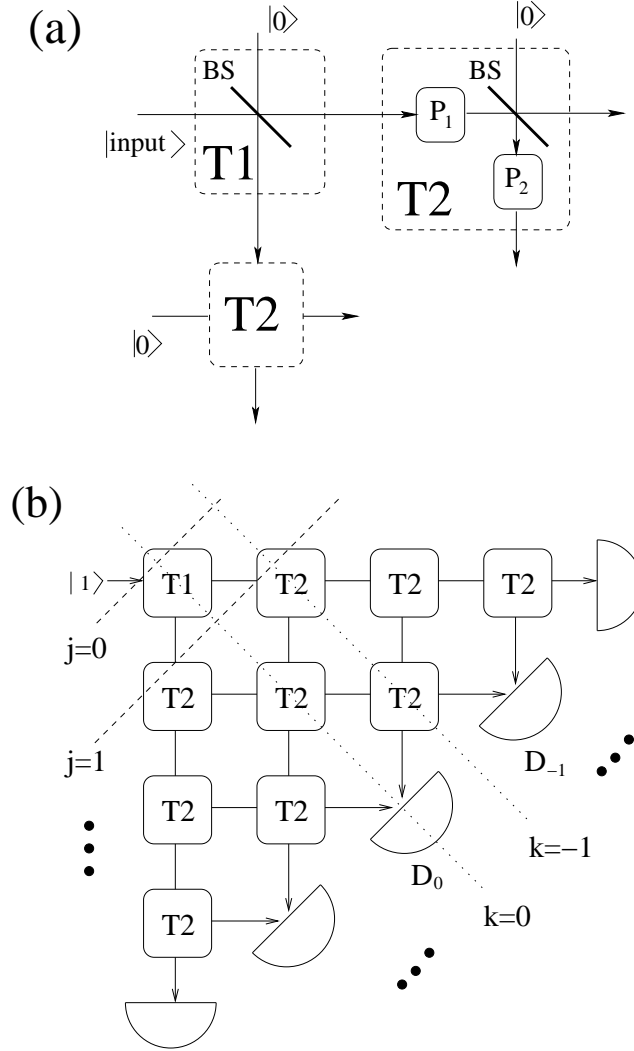 (a)
|0⟩ |0⟩
BS BS
P1
|input⟩ T1
T2 P2
T2
|0⟩
(b)
| 1⟩ T1 T2 T2 T2
j=0
T2 T2 T2
j=1
D−1
T2 T2
k=−1
D0
T2 k=0